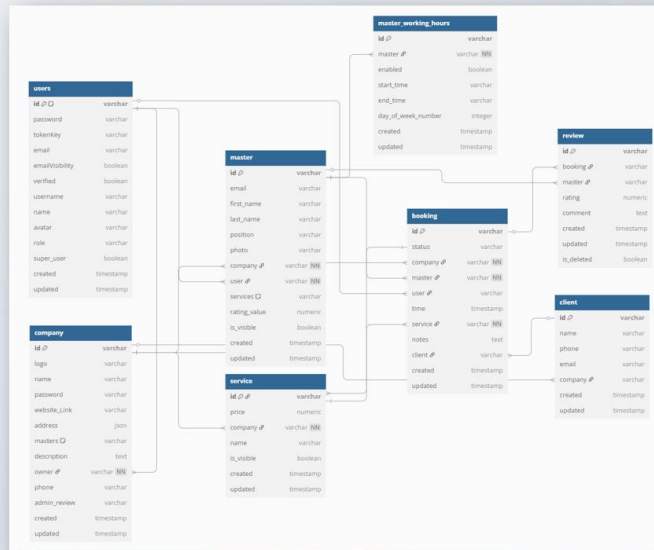 master_working_hours
id varchar
master varchar NN
enabled boolean
start_time varchar
end_time varchar
day_of_week_number integer
created timestamp
updated timestamp
users
id varchar
password varchar
tokenKey varchar
email varchar
emailVisibility boolean
verified boolean
username varchar
name varchar
avatar varchar
role varchar
super_user boolean
created timestamp
updated timestamp
master
id varchar
email varchar
first_name varchar
last_name varchar
position varchar
photo varchar
company varchar NN
user varchar NN
services varchar
rating_value numeric
is_visible boolean
created timestamp
updated timestamp
review
id varchar
booking varchar
master varchar
rating numeric
comment text
created timestamp
updated timestamp
is_deleted boolean
booking
id varchar
status varchar
company varchar NN
master varchar NN
user varchar
time timestamp
service varchar NN
notes text
client varchar
created timestamp
updated timestamp
client
id varchar
name varchar
phone varchar
email varchar
company varchar
created timestamp
updated timestamp
company
id varchar
logo varchar
name varchar
password varchar
website_Link varchar
address json
masters varchar
description text
owner varchar NN
phone varchar
admin_review varchar
created timestamp
updated timestamp
service
id varchar
price numeric
company varchar NN
name varchar
is_visible boolean
created timestamp
updated timestamp